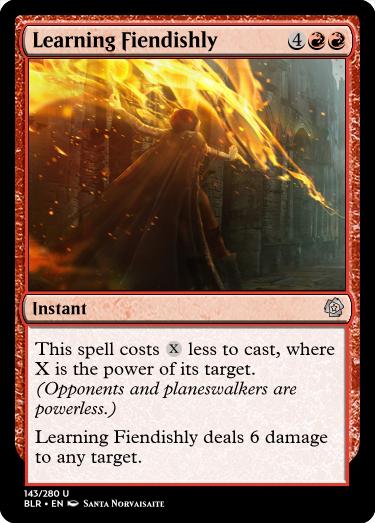 Learning Fiendishly 4
Instant
This spell costs X less to cast, where
X is the power of its target.
(Opponents and planeswalkers are
powerless.)
Learning Fiendishly deals 6 damage
to any target.
143/280 U
BLR • EN Santa Norvaisaite